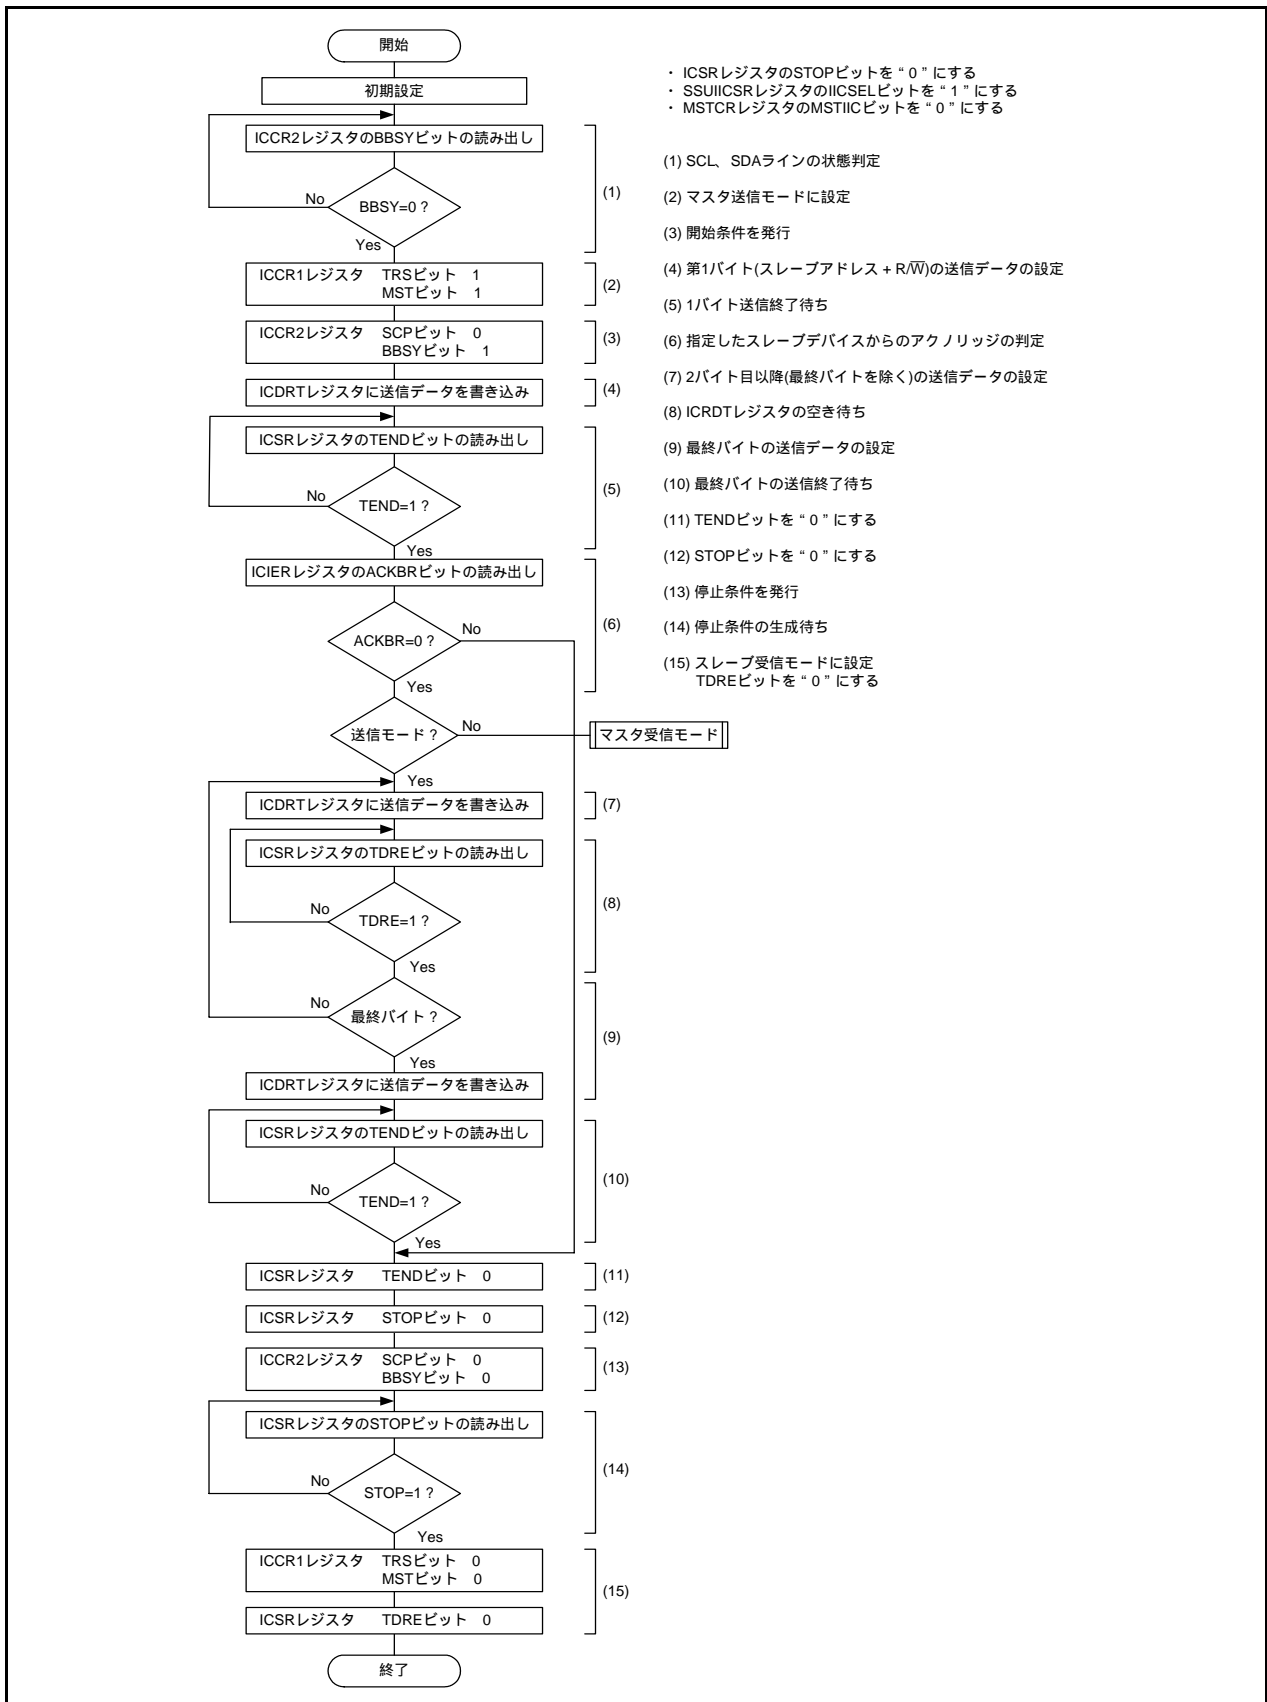 開始
初期設定
・ ICSRレジスタのSTOPビットを“ 0 ”にする
・ SSUIICSRレジスタのIICSELビットを“ 1 ”にする
・ MSTCRレジスタのMSTIICビットを“ 0 ”にする
ICCR2レジスタのBBSYビットの読み出し
BBSY=0 ?
No
Yes
(1)
ICCR1レジスタ TRSビット 1
MSTビット 1
(2)
ICCR2レジスタ SCPビット 0
BBSYビット 1
(3)
ICDRTレジスタに送信データを書き込み
(4)
ICSRレジスタのTENDビットの読み出し
No
TEND=1 ?
Yes
(5)
ICIERレジスタのACKBRビットの読み出し
ACKBR=0 ?
No
Yes
(6)
送信モード ?
No
マスタ受信モード
Yes
ICDRTレジスタに送信データを書き込み
(7)
ICSRレジスタのTDREビットの読み出し
No
TDRE=1 ?
Yes
(8)
No
最終バイト ?
Yes
ICDRTレジスタに送信データを書き込み
(9)
ICSRレジスタのTENDビットの読み出し
No
TEND=1 ?
Yes
(10)
ICSRレジスタ TENDビット 0
(11)
ICSRレジスタ STOPビット 0
(12)
ICCR2レジスタ SCPビット 0
BBSYビット 0
(13)
ICSRレジスタのSTOPビットの読み出し
No
STOP=1 ?
Yes
(14)
ICCR1レジスタ TRSビット 0
MSTビット 0
ICSRレジスタ TDREビット 0
(15)
終了
(1) SCL、SDAラインの状態判定
(2) マスタ送信モードに設定
(3) 開始条件を発行
(4) 第1バイト(スレーブアドレス + R/W̅)の送信データの設定
(5) 1バイト送信終了待ち
(6) 指定したスレーブデバイスからのアクノリッジの判定
(7) 2バイト目以降(最終バイトを除く)の送信データの設定
(8) ICRDTレジスタの空き待ち
(9) 最終バイトの送信データの設定
(10) 最終バイトの送信終了待ち
(11) TENDビットを“ 0 ”にする
(12) STOPビットを“ 0 ”にする
(13) 停止条件を発行
(14) 停止条件の生成待ち
(15) スレーブ受信モードに設定
TDREビットを“ 0 ”にする